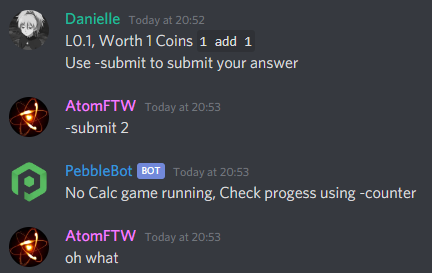 Danielle Today at 20:52
L0.1, Worth 1 Coins 1 add 1
Use -submit to submit your answer
AtomFTW Today at 20:53
-submit 2
PebbleBot BOT Today at 20:53
No Calc game running, Check progess using -counter
AtomFTW Today at 20:53
oh what